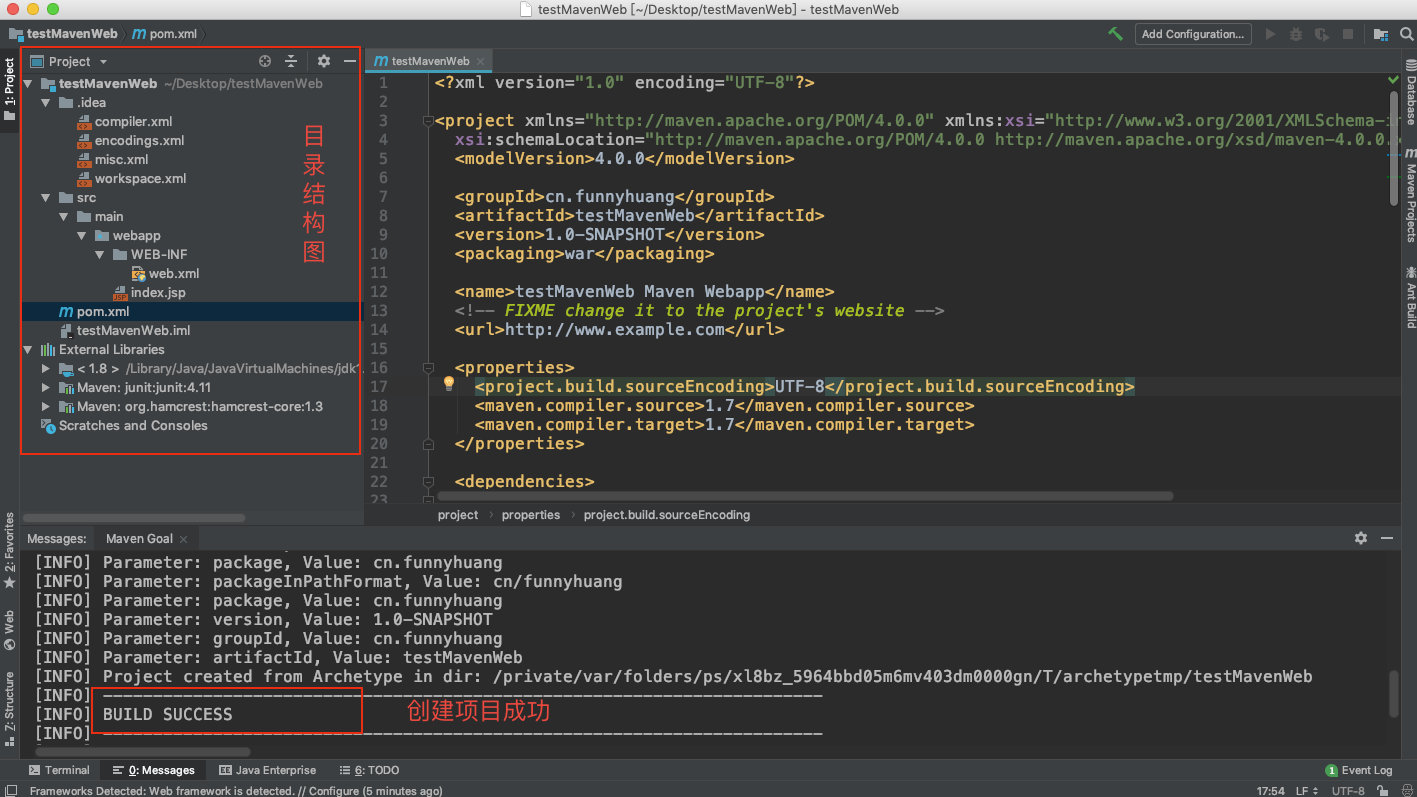 testMavenWeb [~/Desktop/testMavenWeb] - testMavenWeb
testMavenWeb
pom.xml
Add Configuration...
1: Project
Project
testMavenWeb ~/Desktop/testMavenWeb
.idea
compiler.xml
encodings.xml
misc.xml
workspace.xml
src
main
webapp
WEB-INF
web.xml
index.jsp
JSP
pom.xml
testMavenWeb.iml
External Libraries
< 1.8 > /Library/Java/JavaVirtualMachines/jdk1
Maven: junit:junit:4.11
Maven: org.hamcrest:hamcrest-core:1.3
Scratches and Consoles
目录结构图
testMavenWeb
1 <?xml version="1.0" encoding="UTF-8"?>
2
3 <project xmlns="http://maven.apache.org/POM/4.0.0" xmlns:xsi="http://www.w3.org/2001/XMLSchema-i
4 xsi:schemaLocation="http://maven.apache.org/POM/4.0.0 http://maven.apache.org/xsd/maven-4.0.0.
5 <modelVersion>4.0.0</modelVersion>
6
7 <groupId>cn.funnyhuang</groupId>
8 <artifactId>testMavenWeb</artifactId>
9 <version>1.0-SNAPSHOT</version>
10 <packaging>war</packaging>
11
12 <name>testMavenWeb Maven Webapp</name>
13 <!-- FIXME change it to the project's website -->
14 <url>http://www.example.com</url>
15
16 <properties>
17 <project.build.sourceEncoding>UTF-8</project.build.sourceEncoding>
18 <maven.compiler.source>1.7</maven.compiler.source>
19 <maven.compiler.target>1.7</maven.compiler.target>
20 </properties>
21
22 <dependencies>
23
project › properties › project.build.sourceEncoding
Database
Maven Projects
Ant Build
2: Favorites
Web
Z: Structure
Messages: Maven Goal
[INFO] Parameter: package, Value: cn.funnyhuang
[INFO] Parameter: packageInPathFormat, Value: cn/funnyhuang
[INFO] Parameter: package, Value: cn.funnyhuang
[INFO] Parameter: version, Value: 1.0-SNAPSHOT
[INFO] Parameter: groupId, Value: cn.funnyhuang
[INFO] Parameter: artifactId, Value: testMavenWeb
[INFO] Project created from Archetype in dir: /private/var/folders/ps/xl8bz_5964bbd05m6mv403dm0000gn/T/archetypetmp/testMavenWeb
[INFO] ------------------------------------------------------------------------
[INFO] BUILD SUCCESS
创建项目成功
[INFO] ------------------------------------------------------------------------
Terminal
0: Messages
Java Enterprise
6: TODO
1 Event Log
Frameworks Detected: Web framework is detected. // Configure (5 minutes ago)
17:54 LF UTF-8